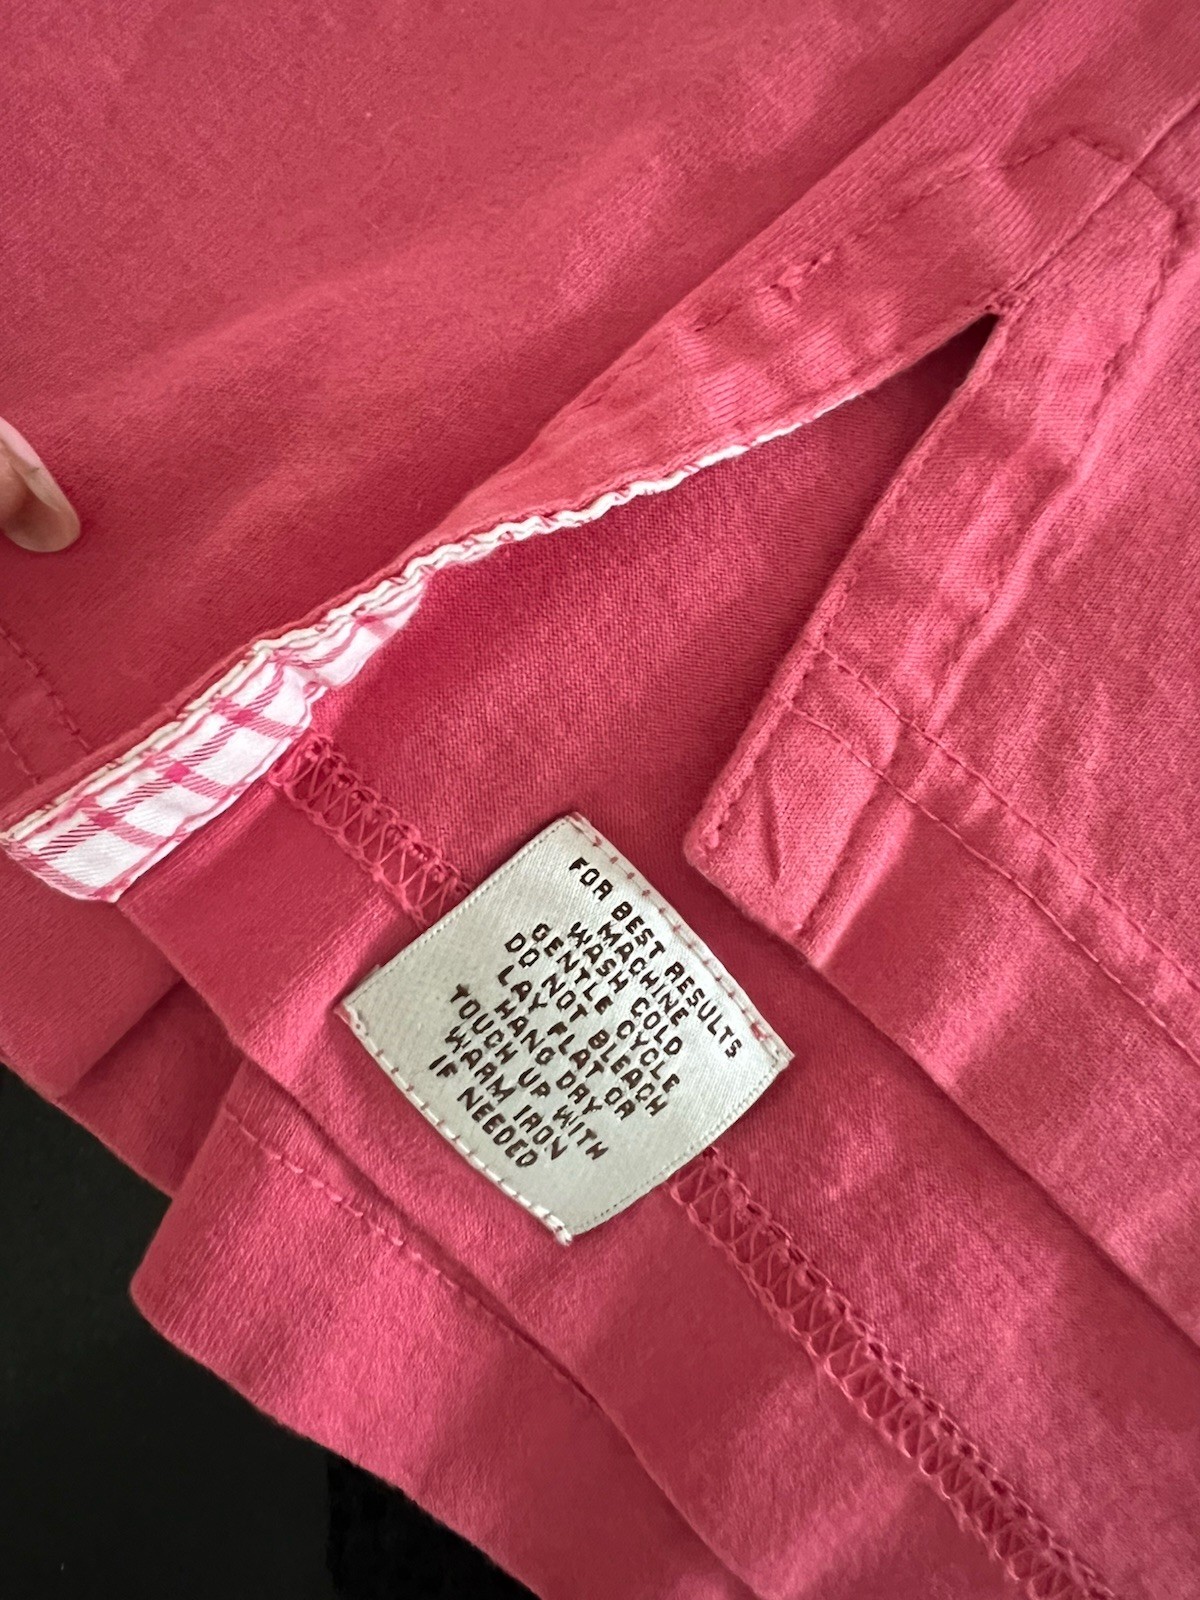 FOR BEST RESULTS
MACHINE
WASH COLD
GENTLE CYCLE
DO NOT BLEACH
LAY FLAT OR
HANG DRY
TOUCH UP WITH
WARM IRON
IF NEEDED